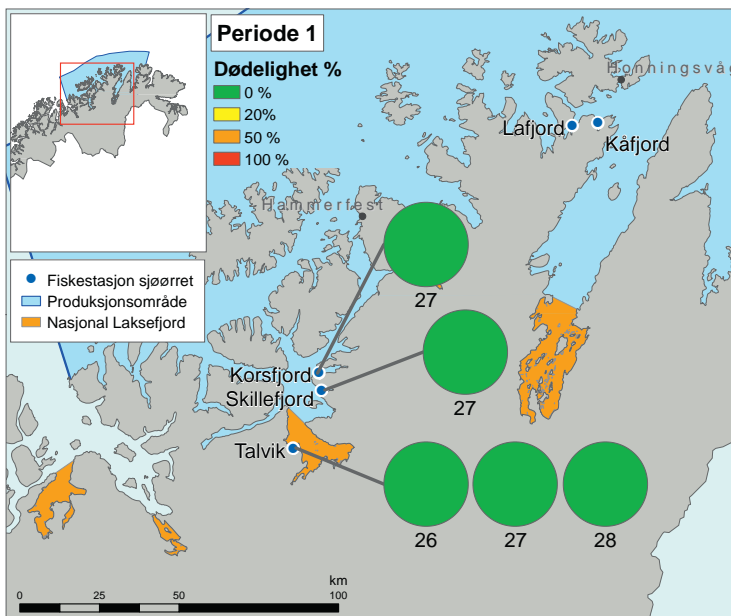 Periode 1
Dødelighet %
0 %
20%
50 %
100 %
Honningsvåg
Lafjord
Kåfjord
Hammerfest
Fiskestasjon sjøørret
Produksjonsområde
Nasjonal Laksefjord
27
Korsfjord
Skillefjord
27
Talvik
26 27 28
km
0 25 50 100